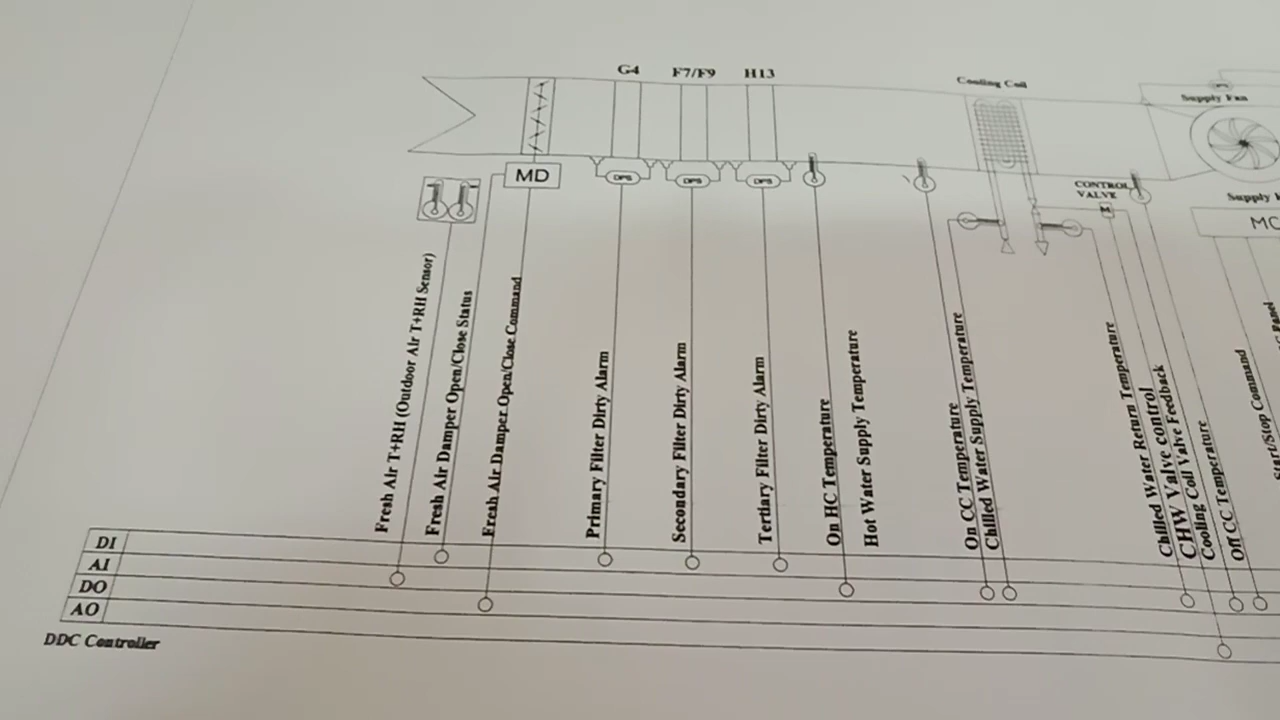 G4 F7/F9 H13
Cooling Coil
Supply Fan
MD
DPS DPS DPS
CONTROL
VALVE
M
MC
Fresh Air T+RH (Outdoor Air T+RH Sensor)
Fresh Air Damper Open/Close Status
Fresh Air Damper Open/Close Command
Primary Filter Dirty Alarm
Secondary Filter Dirty Alarm
Tertiary Filter Dirty Alarm
On HC Temperature
Hot Water Supply Temperature
On CC Temperature
Chilled Water Supply Temperature
Chilled Water Return Temperature
CHW Valve control
Cooling Coil Valve Feedback
Off CC Temperature
Start/Stop Command
DI
AI
DO
AO
DDC Controller